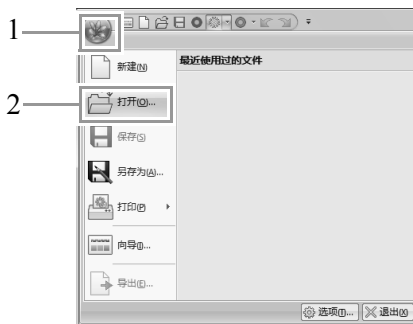 1
新建(N)
最近使用过的文件
2
打开(O)...
保存(S)
另存为(A)...
打印(P)
向导(I)...
导出(E)...
选项(T)... 退出(X)